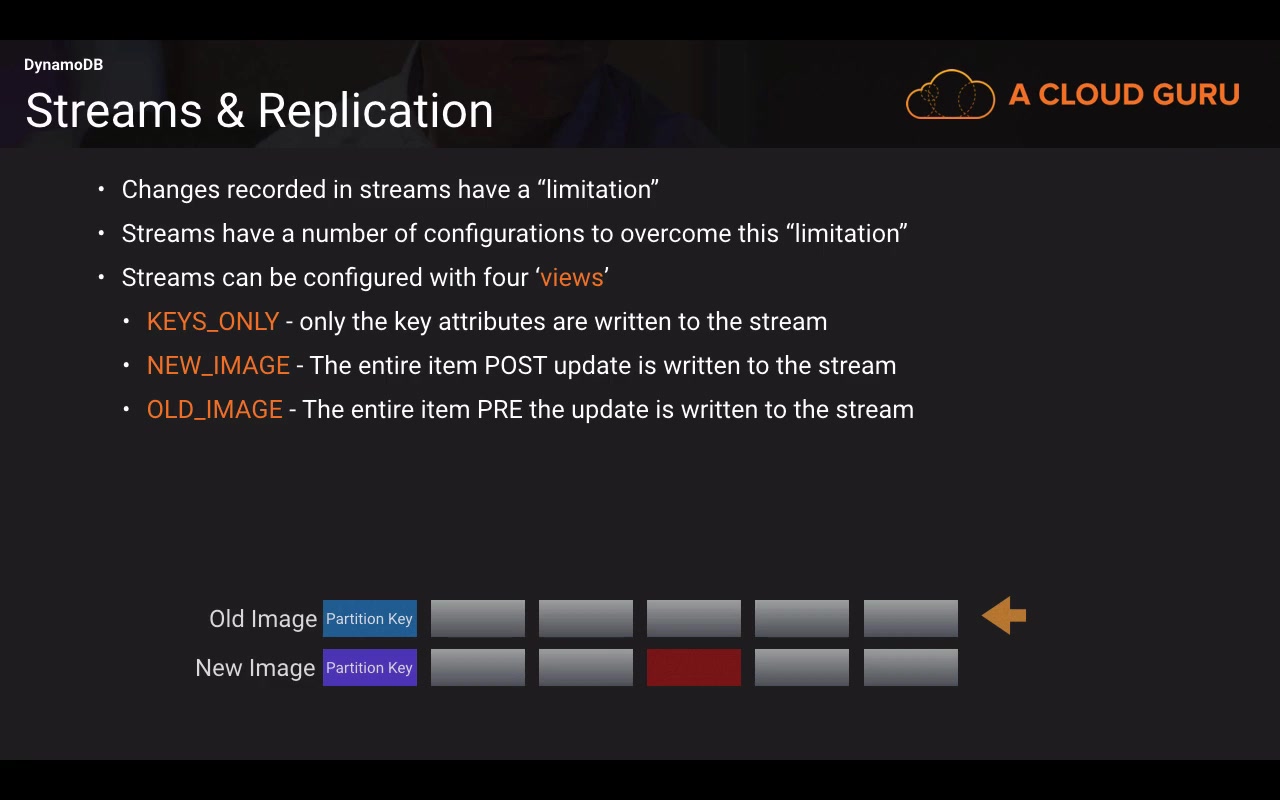 DynamoDB
Streams & Replication
A CLOUD GURU
• Changes recorded in streams have a “limitation”
• Streams have a number of configurations to overcome this “limitation”
• Streams can be configured with four ‘views’
• KEYS_ONLY - only the key attributes are written to the stream
• NEW_IMAGE - The entire item POST update is written to the stream
• OLD_IMAGE - The entire item PRE the update is written to the stream
Old Image Partition Key
New Image Partition Key